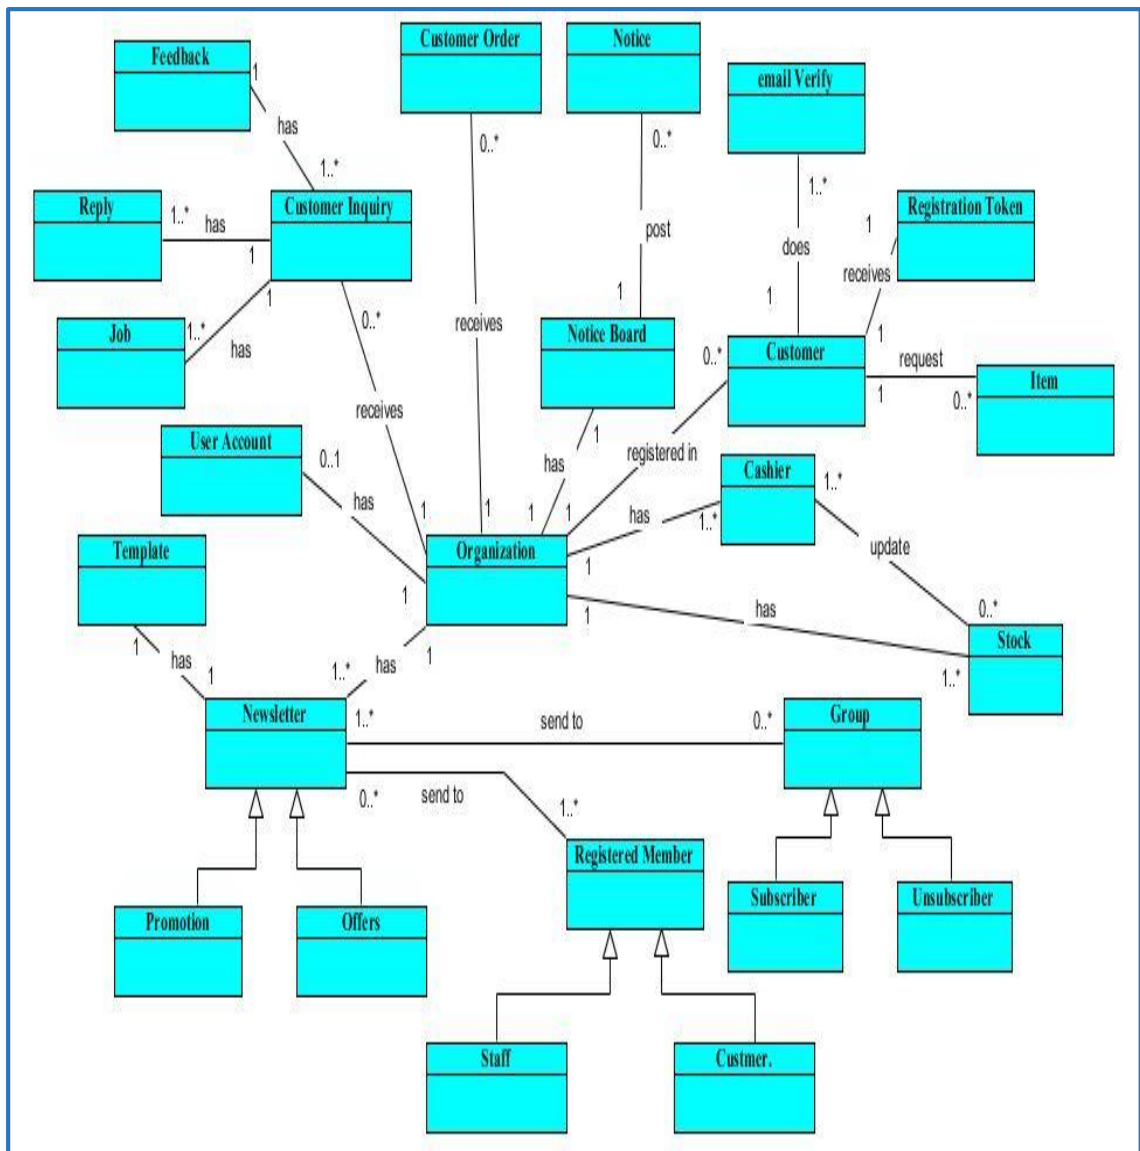 Customer Order
Notice
Feedback
1
has
1..*
0..*
0..*
email Verify
1..*
Reply
1..*
has
1
Customer Inquiry
1
0..*
Registration Token
1
receives
does
1
post
1
Job
1..*
has
receives
receives
Notice Board
1
0..*
Customer
1
1
request
0..*
Item
User Account
0..1
has
1
has
1
registered in
1
Cashier
1..*
1..*
has
1
update
0..*
1
1
Organization
1
has
1
Stock
1..*
Template
1
has
1
1..*
has
1
Newsletter
1..*
send to
0..*
Group
0..*
send to
1..*
Registered Member
Subscriber
Unsubscriber
Promotion
Offers
Staff
Custmer.